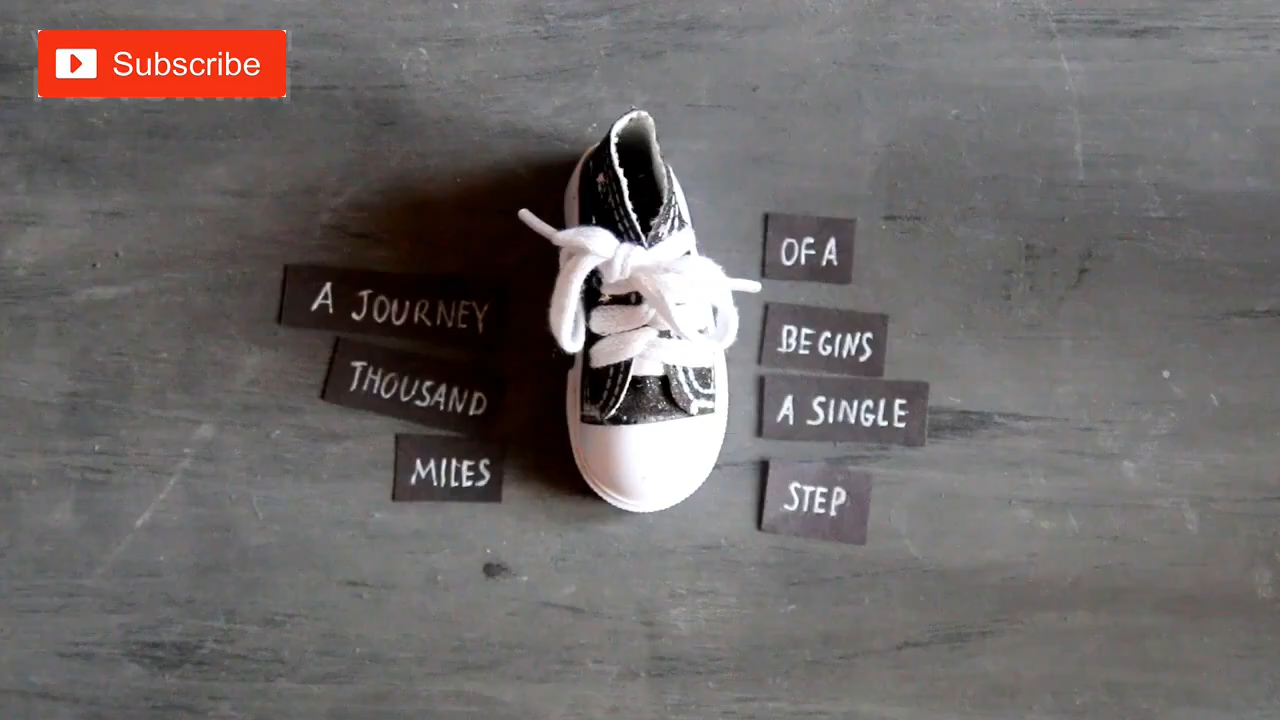 Subscribe
A JOURNEY
OF A
THOUSAND
MILES
BEGINS
A SINGLE
STEP